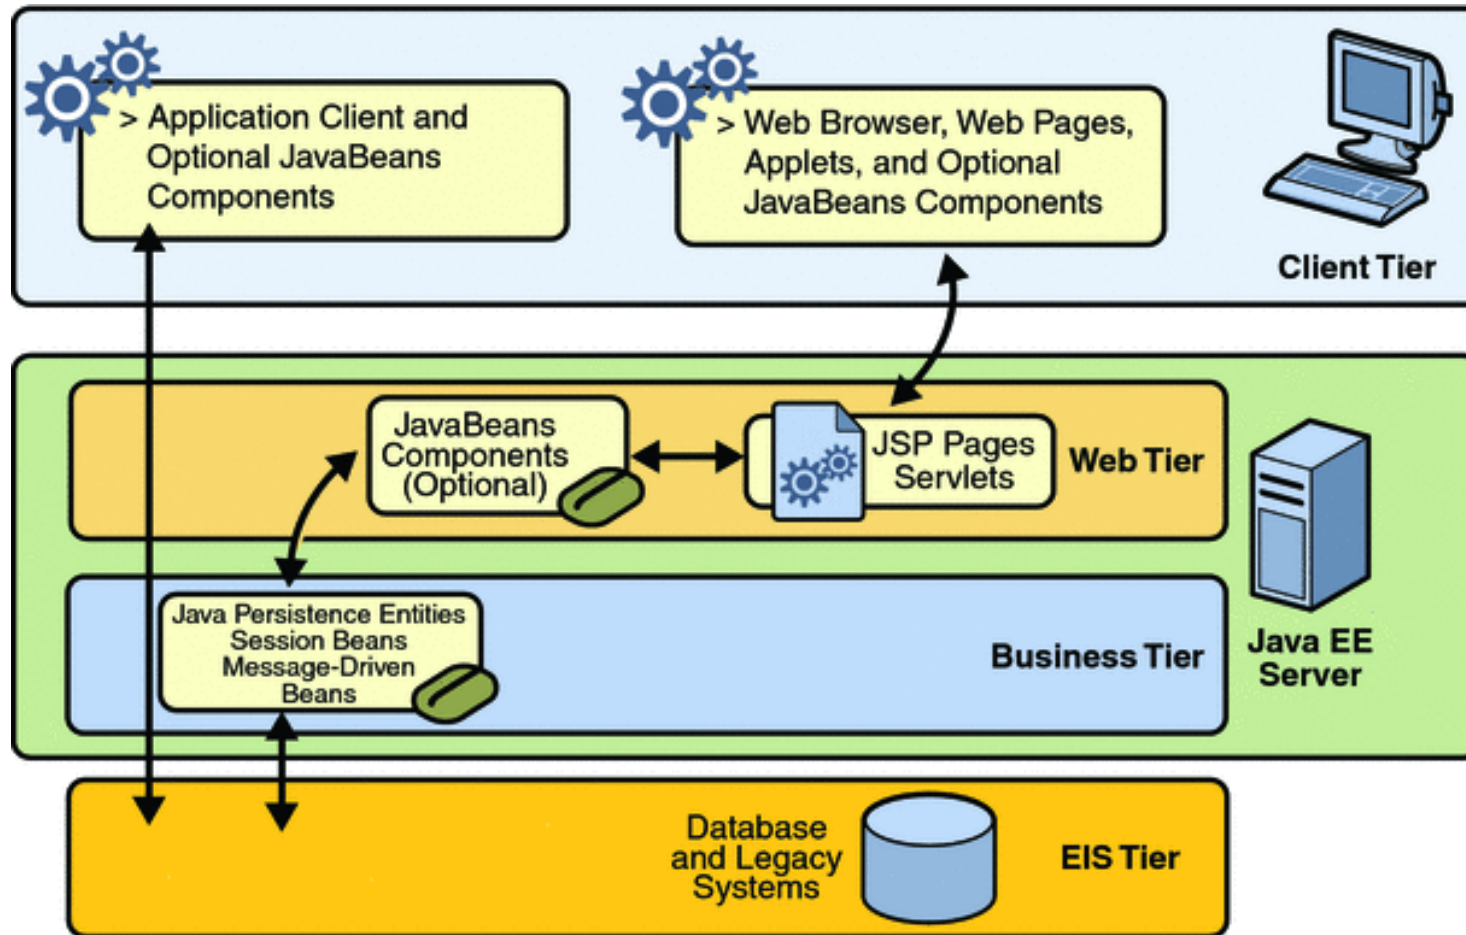 > Application Client and
Optional JavaBeans
Components
> Web Browser, Web Pages,
Applets, and Optional
JavaBeans Components
Client Tier
JavaBeans
Components
(Optional)
JSP Pages
Servlets
Web Tier
Java Persistence Entities
Session Beans
Message-Driven
Beans
Business Tier
Java EE
Server
Database
and Legacy
Systems
EIS Tier